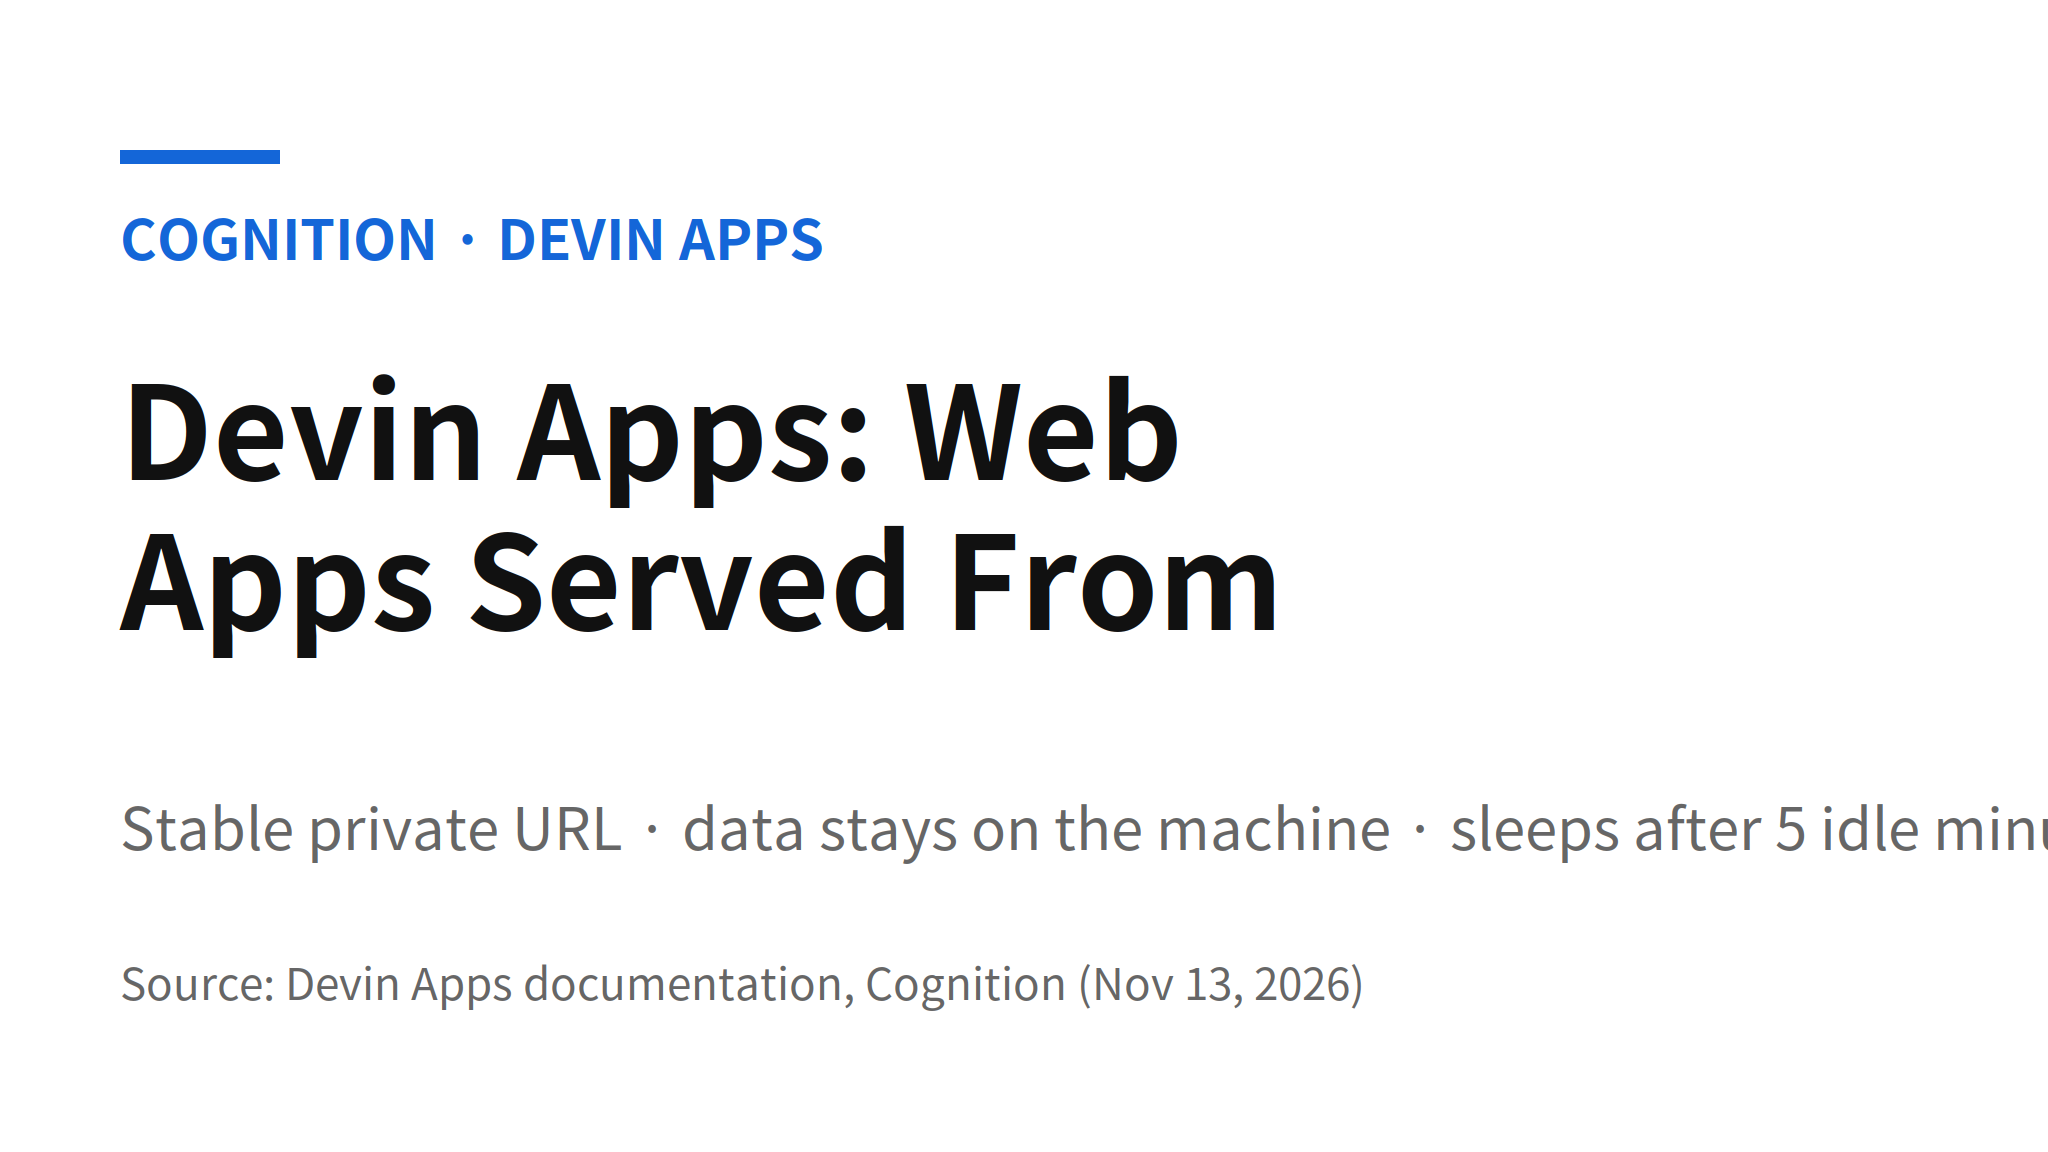 COGNITION · DEVIN APPS
Devin Apps: Web
Apps Served From
Stable private URL · data stays on the machine · sleeps after 5 idle
Source: Devin Apps documentation, Cognition (Nov 13, 2026)